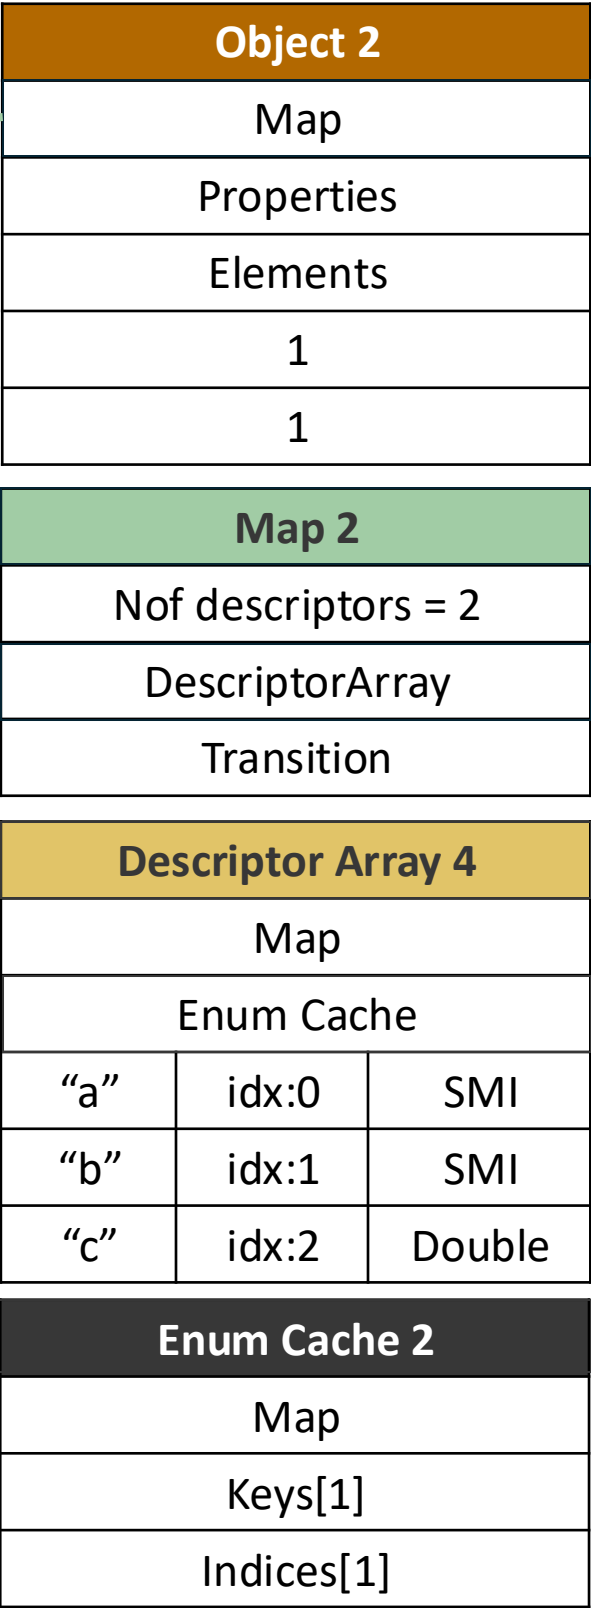 Object 2
Map
Properties
Elements
1
1
Map 2
Nof descriptors = 2
DescriptorArray
Transition
Descriptor Array 4
Map
Enum Cache
“a” idx:0 SMI
“b” idx:1 SMI
“c” idx:2 Double
Enum Cache 2
Map
Keys[1]
Indices[1]